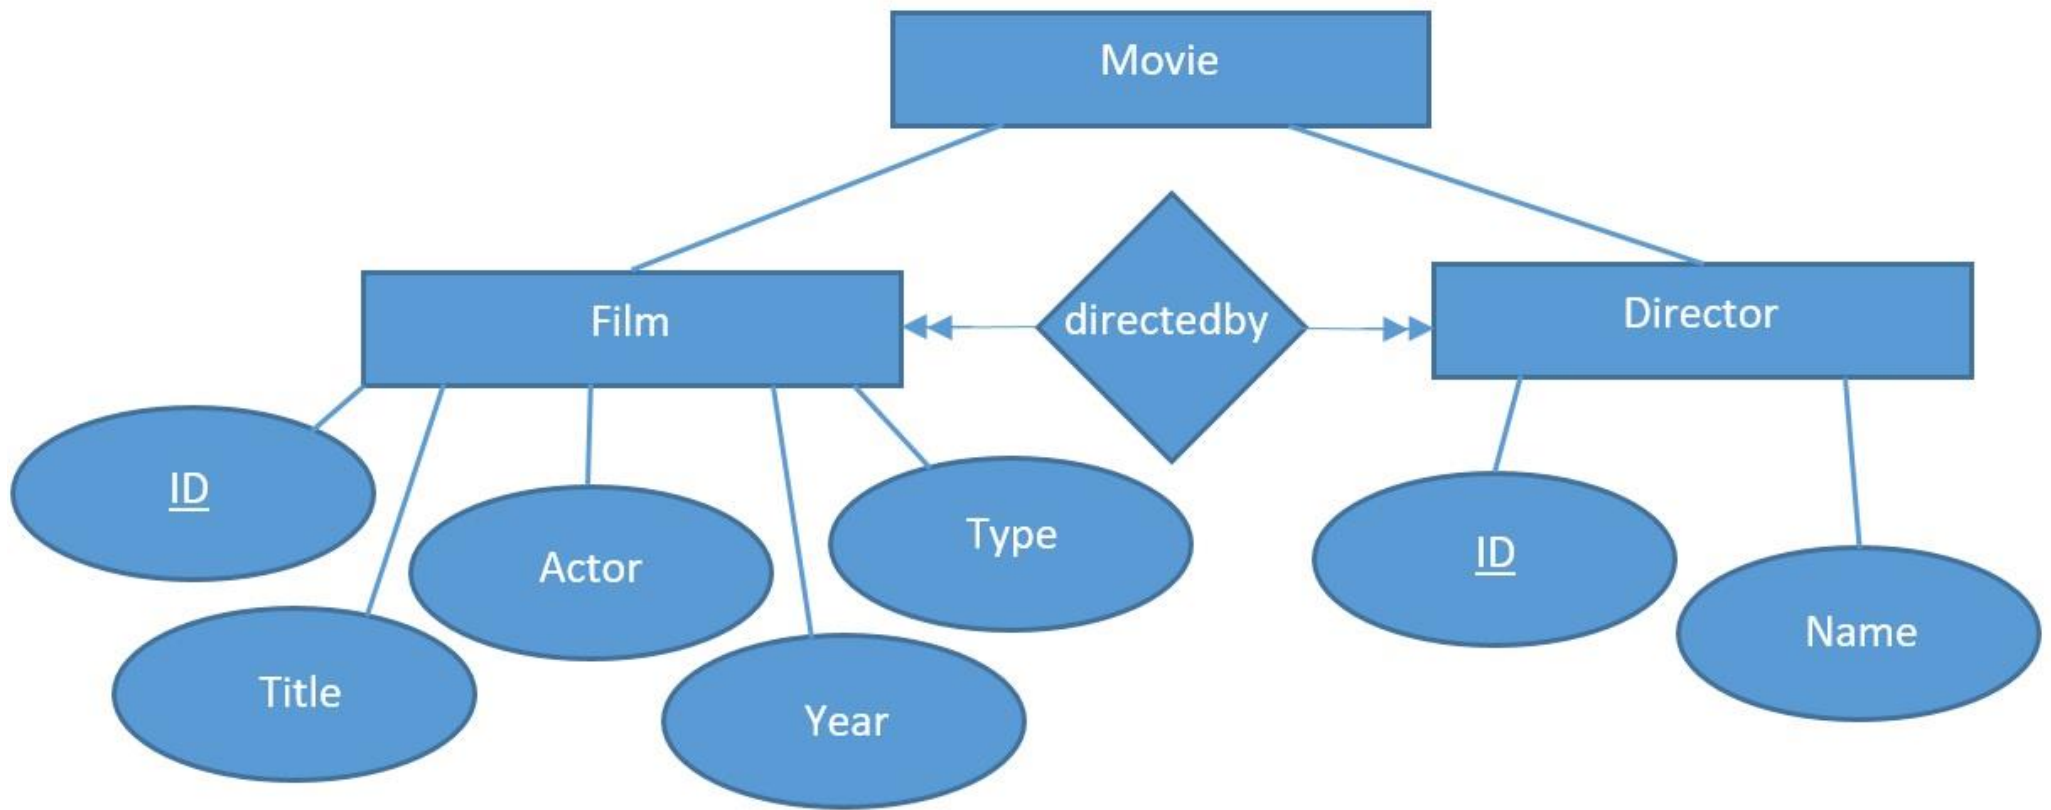 Movie
Film
directedby
Director
ID
Title
Actor
Year
Type
ID
Name